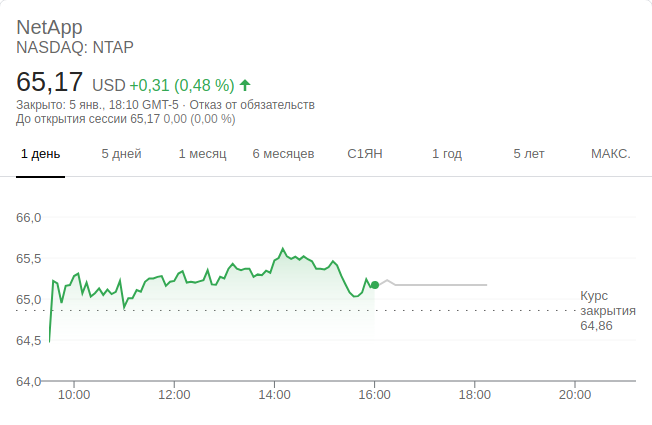 NetApp
NASDAQ: NTAP
65,17 USD +0,31 (0,48 %)
Закрыто: 5 янв., 18:10 GMT-5 · Отказ от обязательств
До открытия сессии 65,17 0,00 (0,00 %)
1 день 5 дней 1 месяц 6 месяцев С1ЯН 1 год 5 лет МАКС.
66,0
65,5
65,0
Курс
закрытия
64,86
64,5
64,0
10:00 12:00 14:00 16:00 18:00 20:00